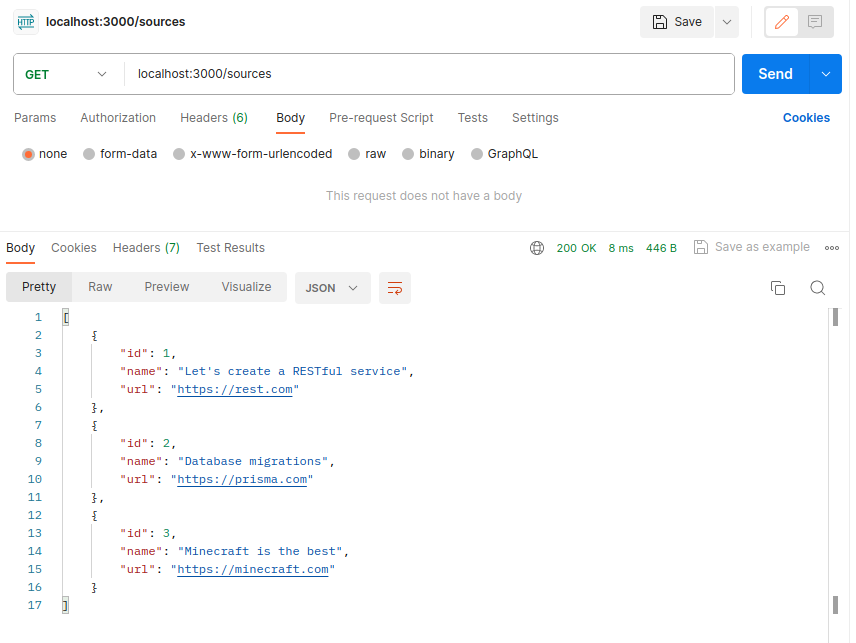 HTTP localhost:3000/sources Save
GET localhost:3000/sources Send
Params Authorization Headers (6) Body Pre-request Script Tests Settings Cookies
none form-data x-www-form-urlencoded raw binary GraphQL
This request does not have a body
Body Cookies Headers (7) Test Results 200 OK 8 ms 446 B Save as example
Pretty Raw Preview Visualize JSON
1 [
2 {
3 "id": 1,
4 "name": "Let's create a RESTful service",
5 "url": "https://rest.com"
6 },
7 {
8 "id": 2,
9 "name": "Database migrations",
10 "url": "https://prisma.com"
11 },
12 {
13 "id": 3,
14 "name": "Minecraft is the best",
15 "url": "https://minecraft.com"
16 }
17 ]